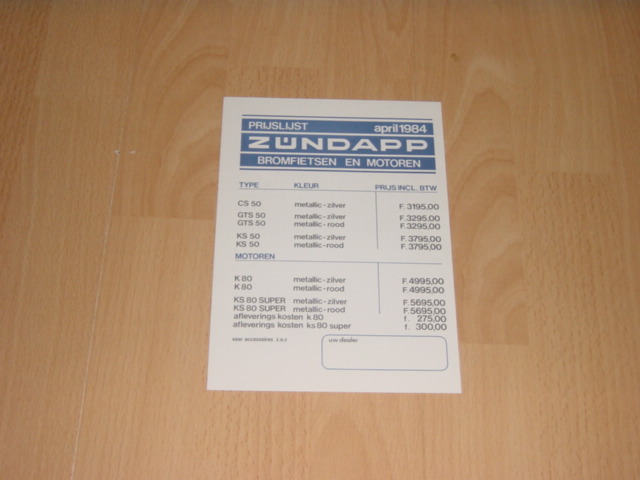 PRIJSLIJST april 1984
ZÜNDAPP
BROMFIETSEN EN MOTOREN
TYPE KLEUR PRIJS INCL. BTW
CS 50 metallic-zilver F. 3195,00
GTS 50 metallic-zilver F. 3295,00
GTS 50 metallic-rood F. 3295,00
KS 50 metallic-zilver F. 3795,00
KS 50 metallic-rood F. 3795,00
MOTOREN
K 80 metallic-zilver F. 4995,00
K 80 metallic-rood F. 4995,00
KS 80 SUPER metallic-zilver F. 5695,00
KS 80 SUPER metallic-rood F. 5695,00
afleverings kosten k 80 f. 275,00
afleverings kosten ks 80 super f. 300,00
uw dealer